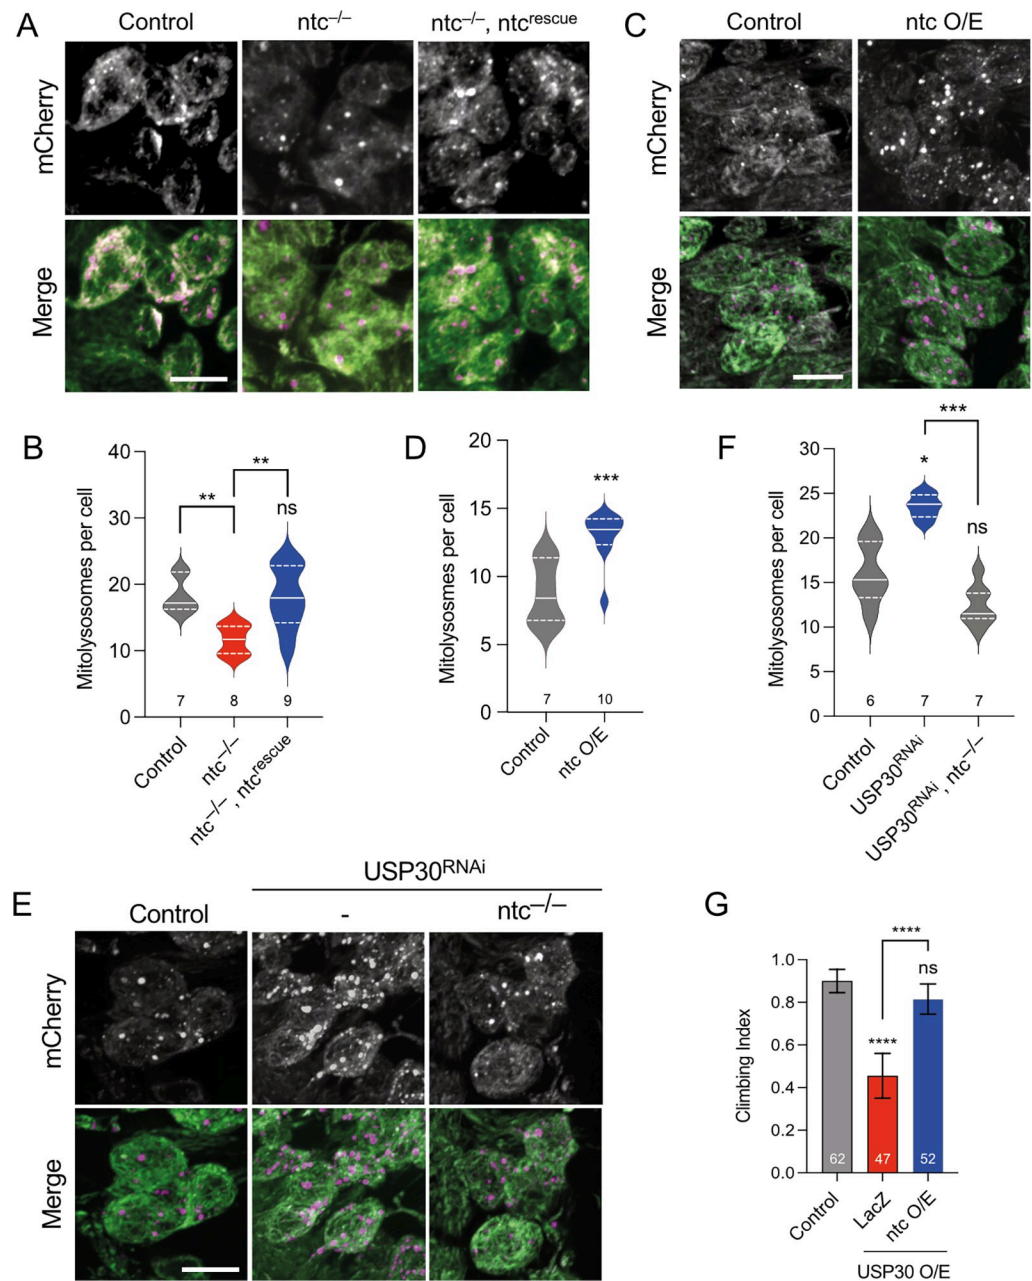 A
Control
ntc–/–
ntc–/–, ntcrescue
mCherry
Merge
C
Control
ntc O/E
mCherry
Merge
B
Mitolysosomes per cell
40
30
20
10
0
**
**
ns
7
8
9
Control
ntc–/–
ntc–/–, ntcrescue
D
Mitolysosmes per cell
20
15
10
5
0
***
7
10
Control
ntc O/E
F
Mitolysosomes per cell
30
25
20
15
10
5
0
***
*
ns
6
7
7
Control
USP30RNAi
USP30RNAi, ntc–/–
E
USP30RNAi
Control
-
ntc–/–
mCherry
Merge
G
Climbing Index
1.0
0.8
0.6
0.4
0.2
0.0
****
****
ns
62
47
52
Control
LacZ
ntc O/E
USP30 O/E